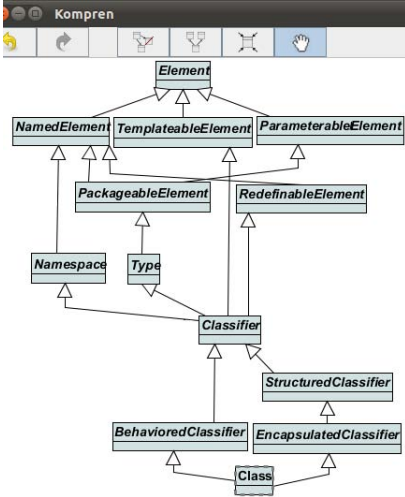 Kompren
Element
NamedElement
TemplateableElement
ParameterableElement
PackageableElement
RedefinableElement
Namespace
Type
Classifier
StructuredClassifier
BehavioredClassifier
EncapsulatedClassifier
Class